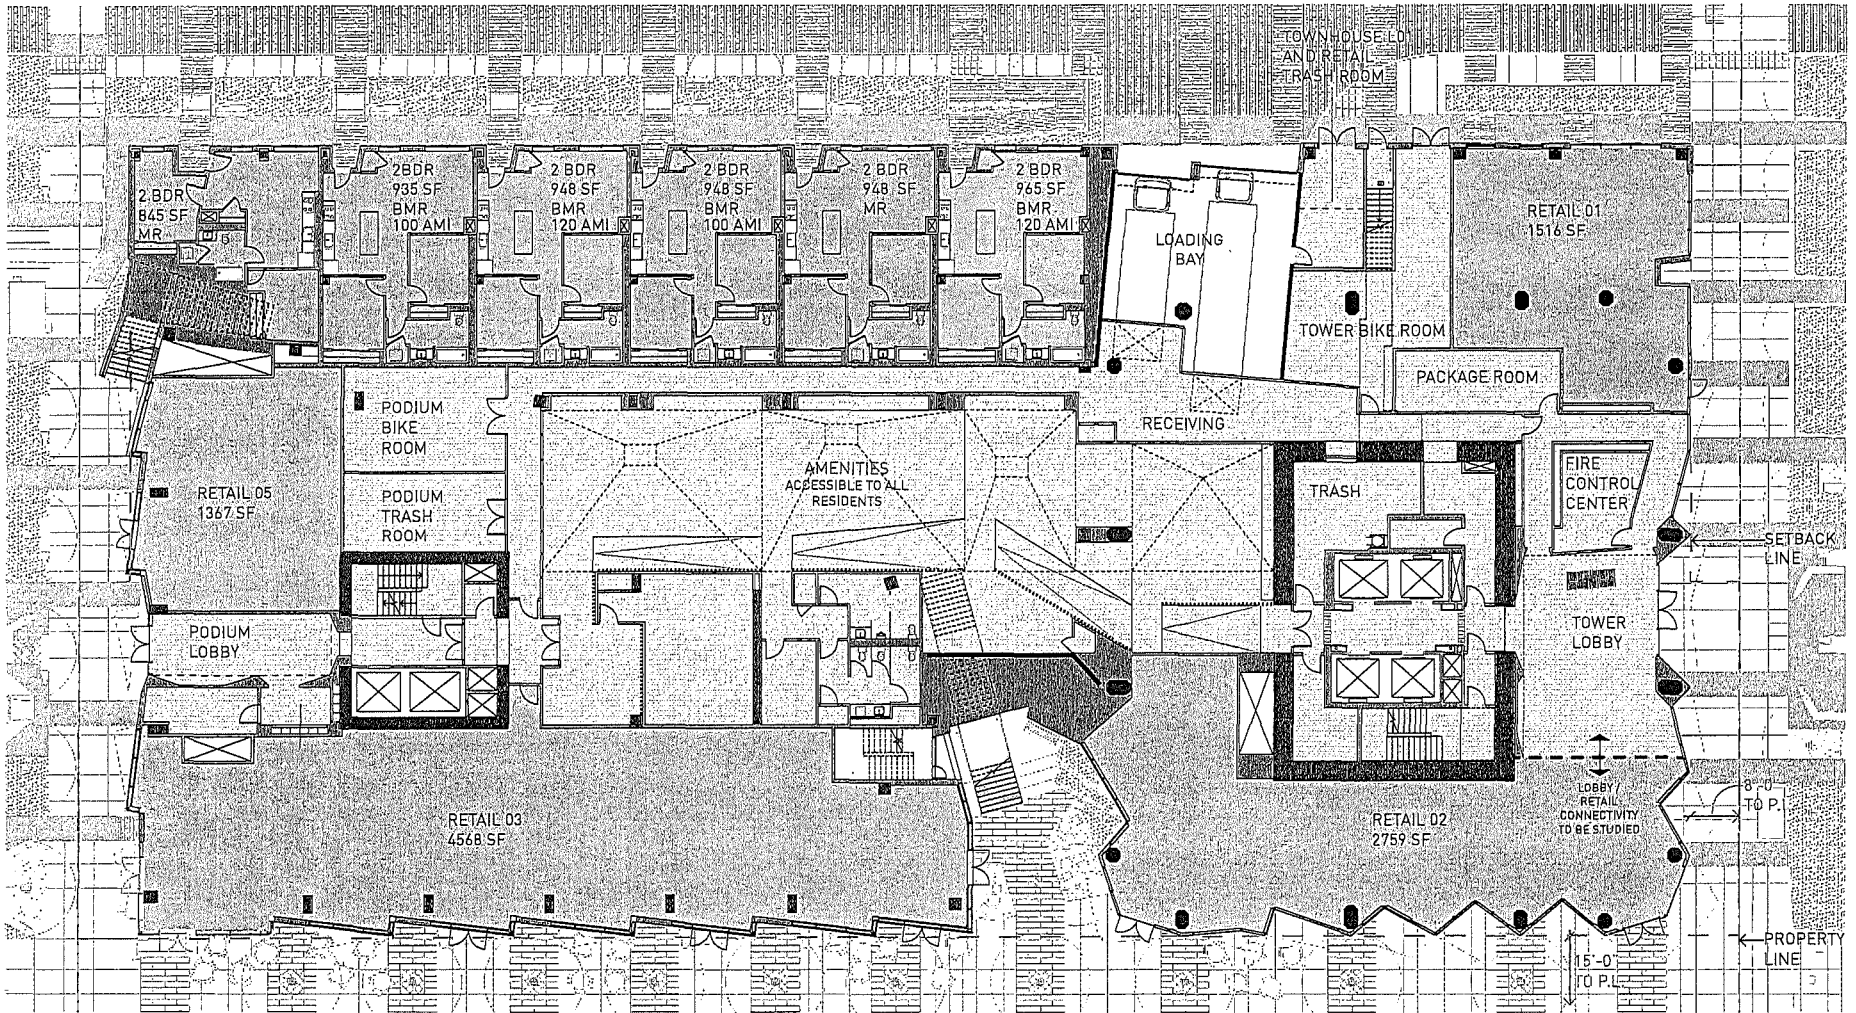 TOWNHOUSE LO
AND RETAIL
TRASH ROOM
2 BDR
845 SF
MR
2BDR
935 SF
BMR
100 AMI
2 BDR
948 SF
BMR
120 AMI
2 BDR
948 SF
BMR
100 AMI
2 BDR
948 SF
MR
2 BDR
965 SF
BMR
120 AMI
LOADING
BAY
RETAIL 01
1516 SF
TOWER BIKE ROOM
PACKAGE ROOM
RECEIVING
PODIUM
BIKE
ROOM
AMENITIES
ACCESSIBLE TO ALL
RESIDENTS
RETAIL 05
1367 SF
PODIUM
TRASH
ROOM
TRASH
FIRE
CONTROL
CENTER
SETBACK
LINE
PODIUM
LOBBY
TOWER
LOBBY
LOBBY /
RETAIL
CONNECTIVITY
TO BE STUDIED
8'-0"
TO P.L.
RETAIL 03
4568 SF
RETAIL 02
2759 SF
PROPERTY
LINE
15'-0"
TO P.L.